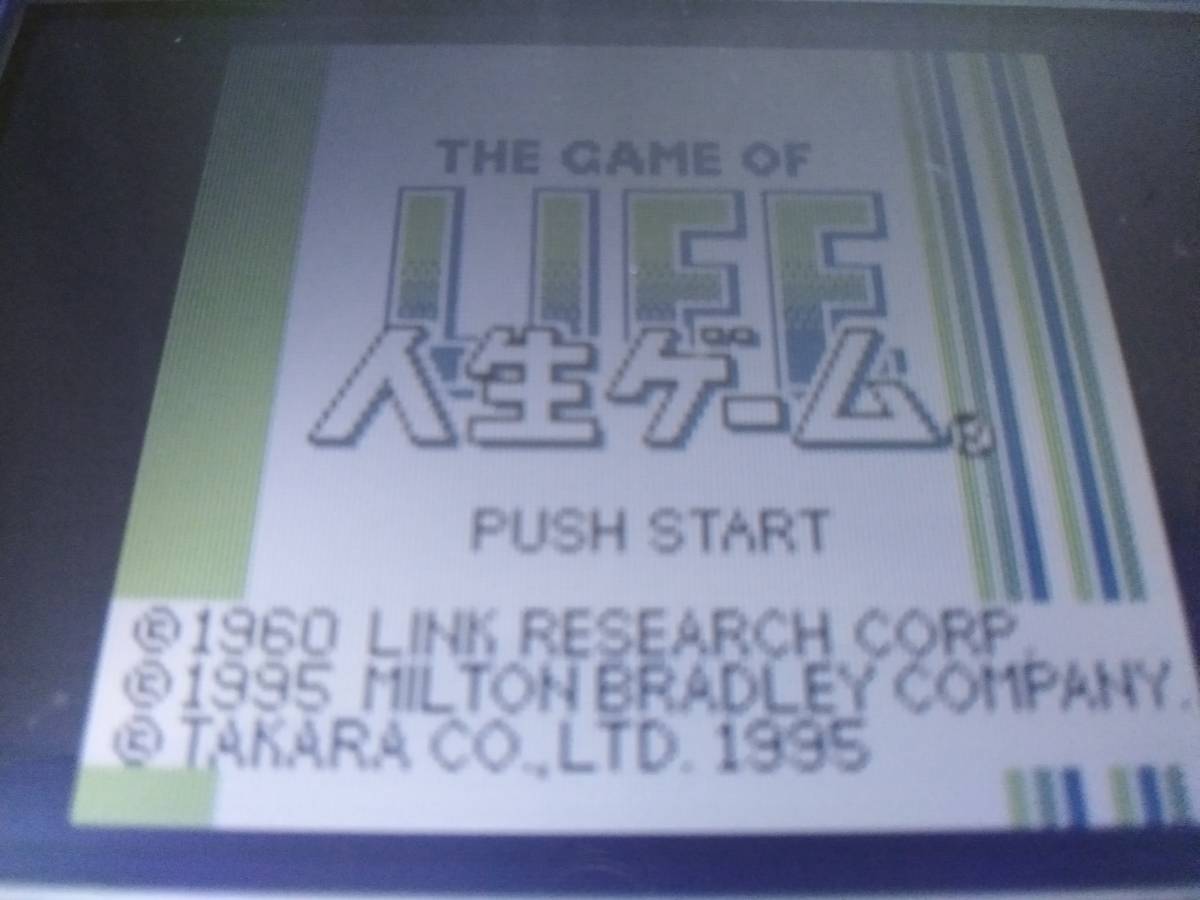 THE GAME OF
LIFE
人生ゲーム®
PUSH START
®1960 LINK RESEARCH CORP.
®1995 MILTON BRADLEY COMPANY.
®TAKARA CO.,LTD. 1995